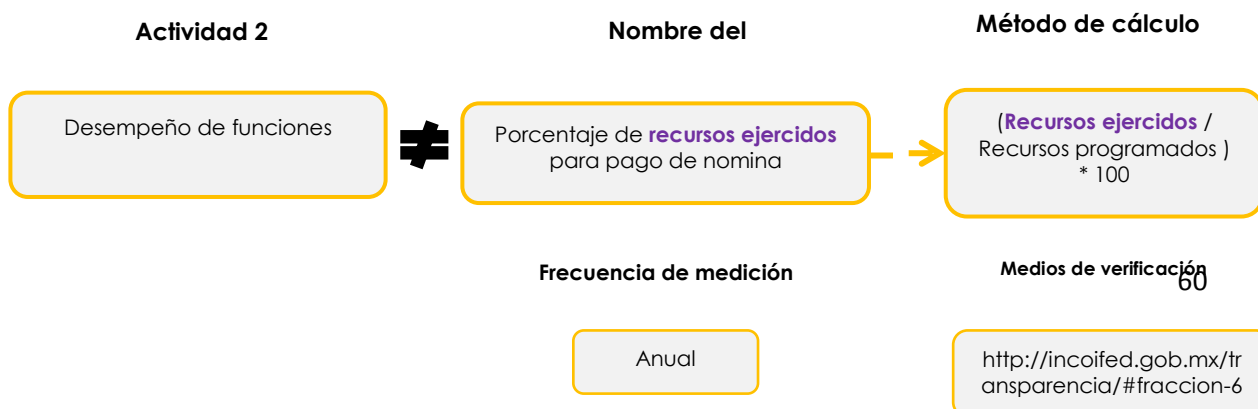 Actividad 2
Nombre del
Método de cálculo
Desempeño de funciones
≠
Porcentaje de recursos ejercidos
para pago de nomina
(Recursos ejercidos /
Recursos programados )
* 100
Frecuencia de medición
Medios de verificación
60
Anual
http://incoifed.gob.mx/tr
ansparencia/#fraccion-6